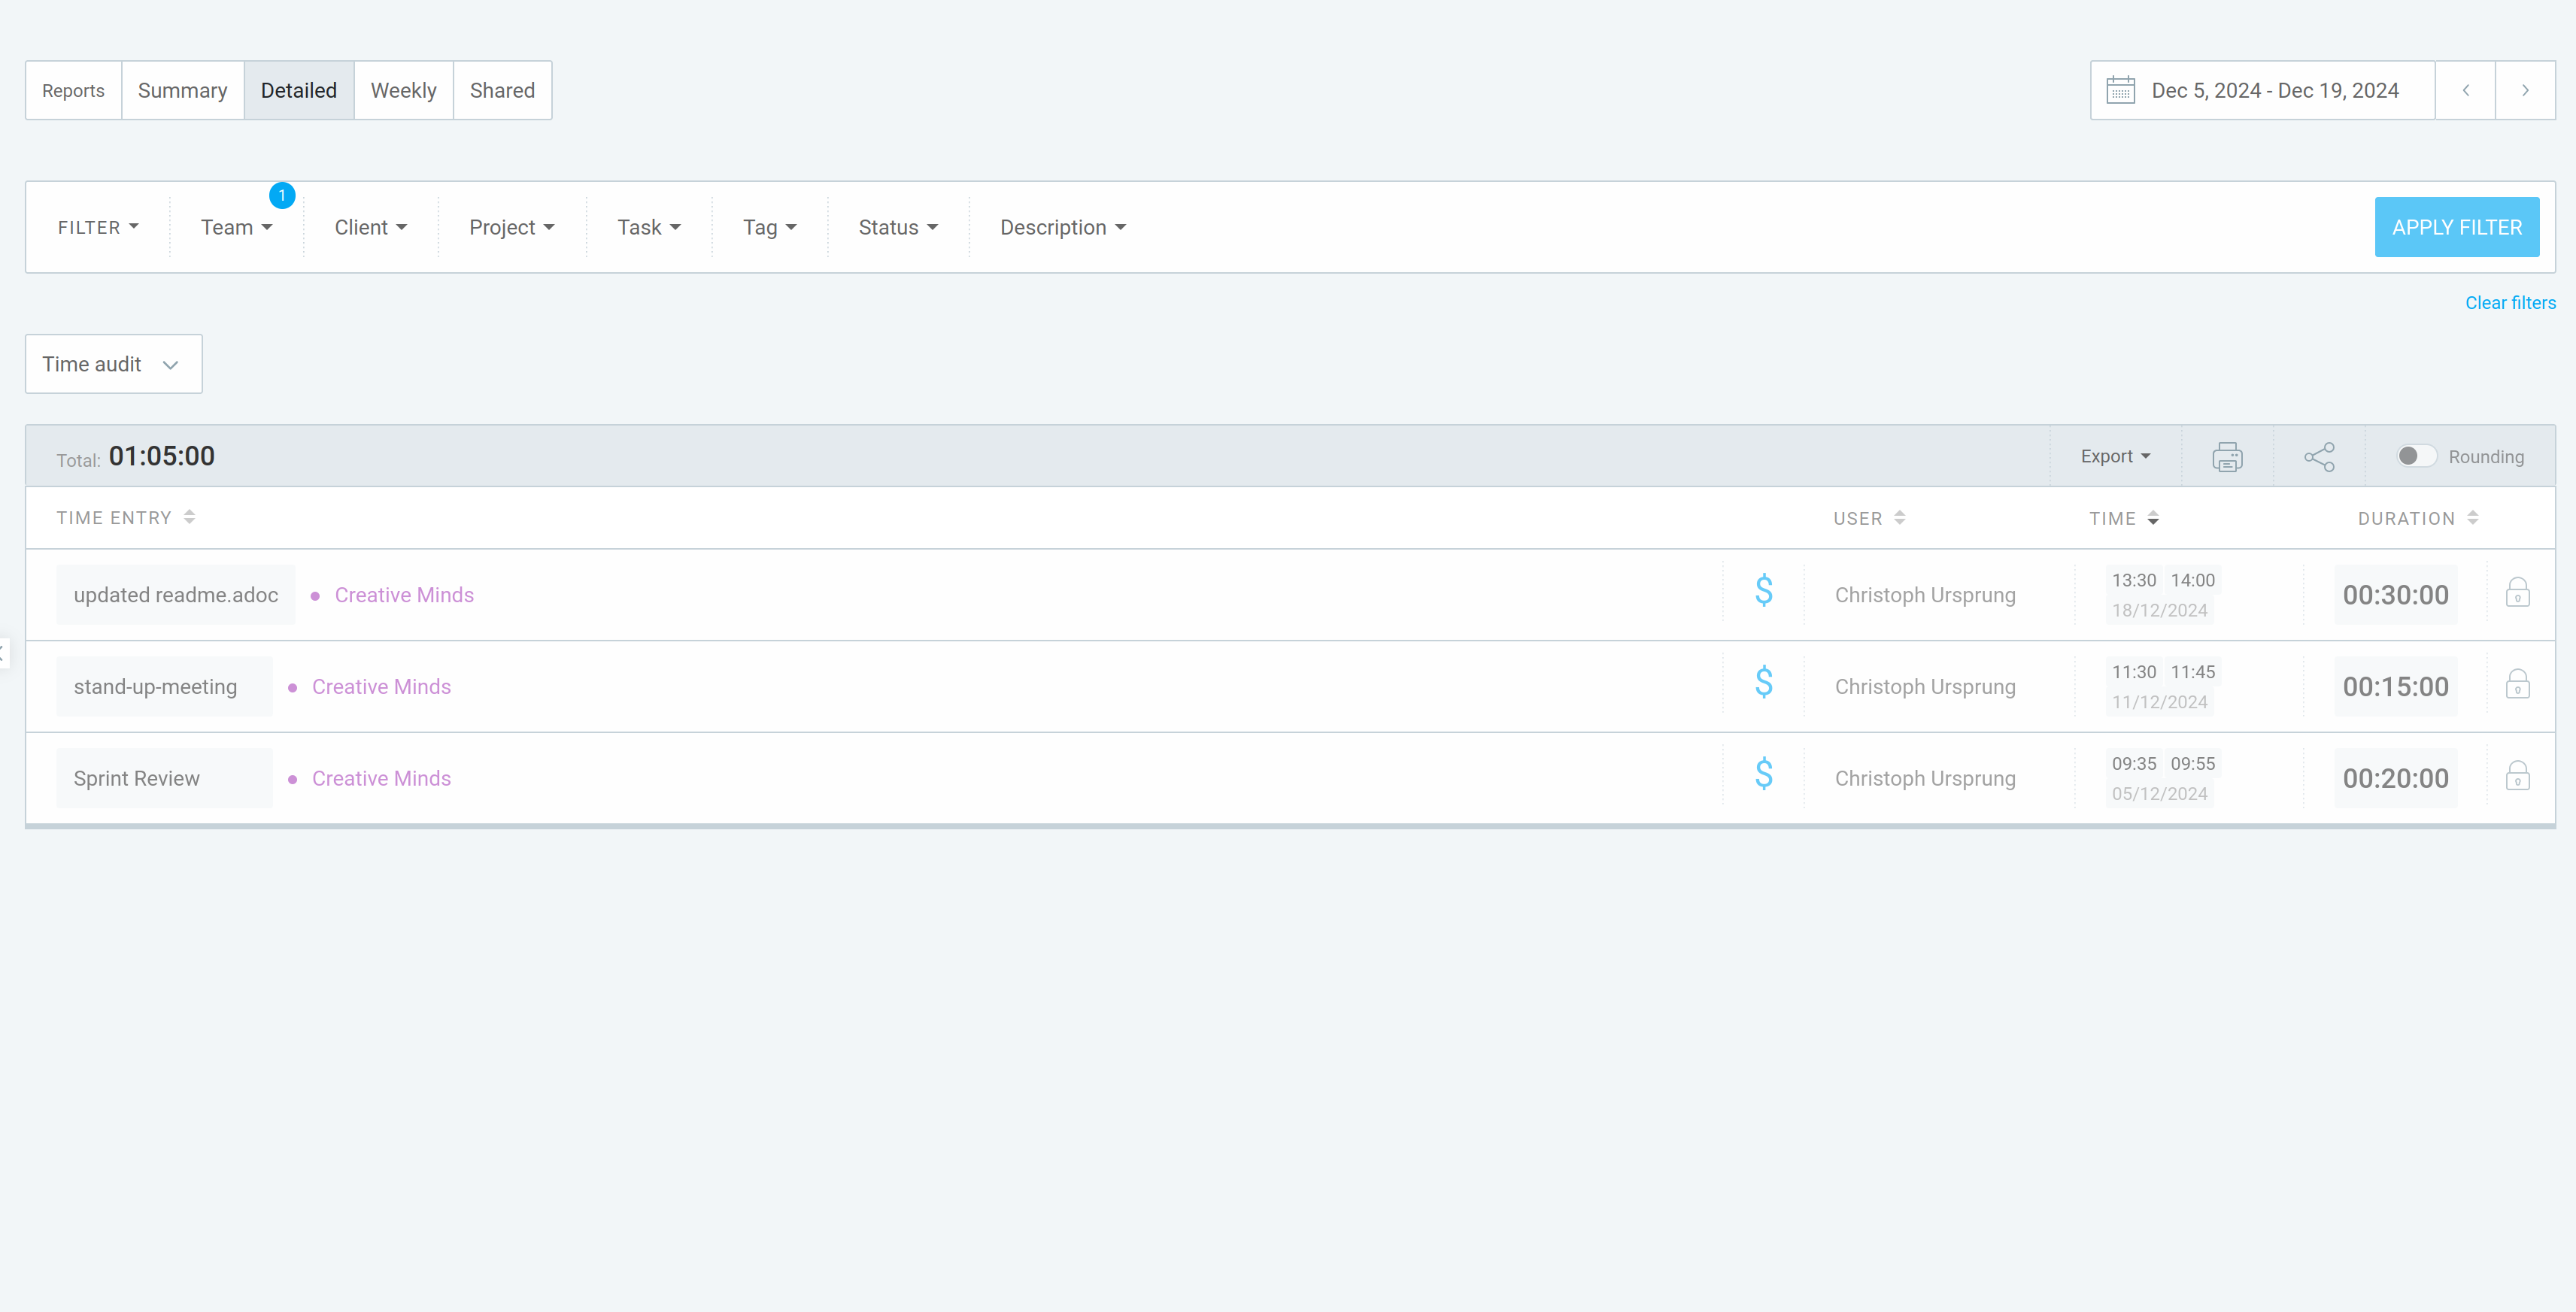 Reports Summary Detailed Weekly Shared Dec 5, 2024 - Dec 19, 2024
1
FILTER Team Client Project Task Tag Status Description APPLY FILTER
Clear filters
Time audit
Total: 01:05:00 Export Rounding
TIME ENTRY USER TIME DURATION
updated readme.adoc Creative Minds $ Christoph Ursprung 13:30 14:00 00:30:00
18/12/2024
stand-up-meeting Creative Minds $ Christoph Ursprung 11:30 11:45 00:15:00
11/12/2024
Sprint Review Creative Minds $ Christoph Ursprung 09:35 09:55 00:20:00
05/12/2024